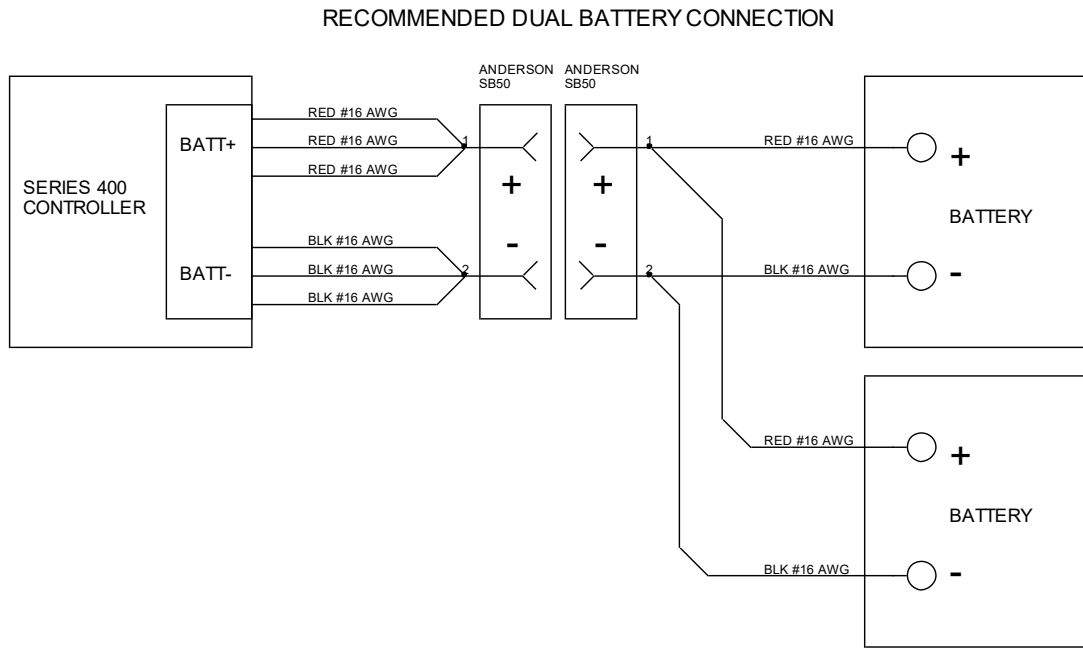 RECOMMENDED DUAL BATTERY CONNECTION
ANDERSON
SB50
ANDERSON
SB50
SERIES 400
CONTROLLER
BATT+
BATT-
RED #16 AWG
RED #16 AWG
RED #16 AWG
BLK #16 AWG
BLK #16 AWG
BLK #16 AWG
1
2
+
-
+
-
1
2
RED #16 AWG
BLK #16 AWG
+
BATTERY
-
RED #16 AWG
BLK #16 AWG
+
BATTERY
-